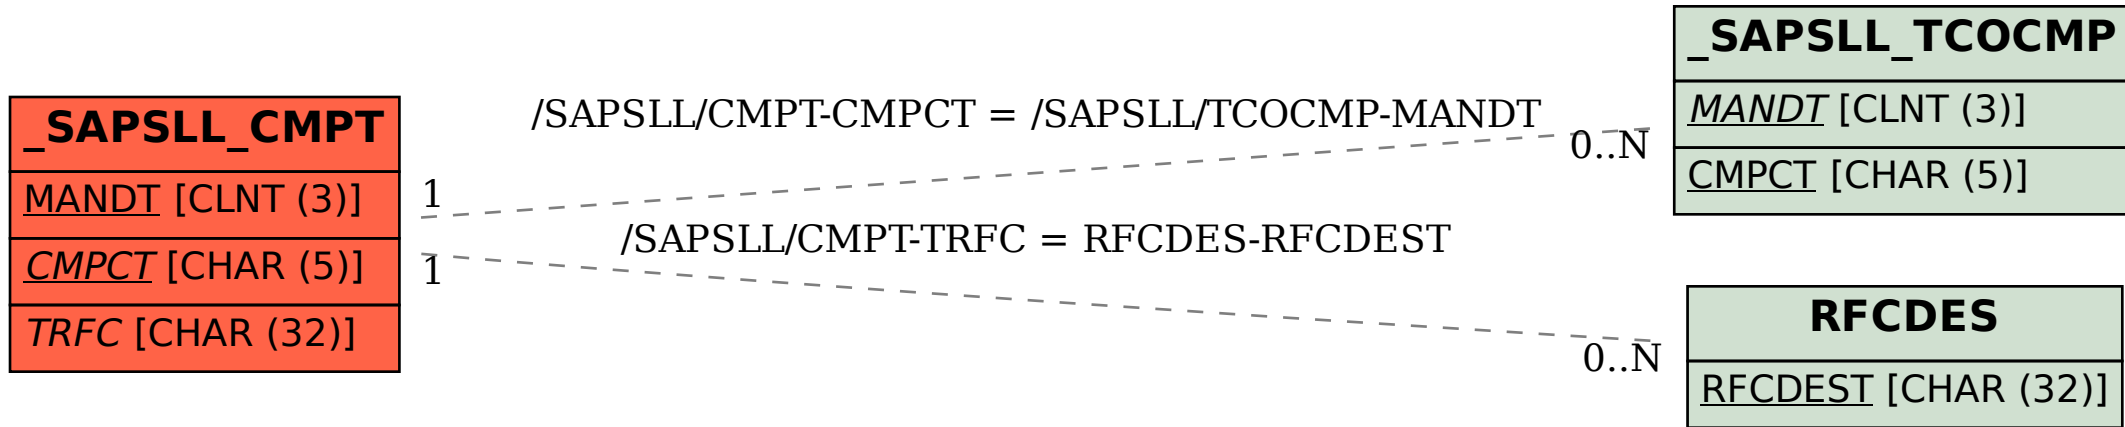 _SAPSLL_CMPT
MANDT [CLNT (3)]
CMPCT [CHAR (5)]
TRFC [CHAR (32)]
/SAPSLL/CMPT-CMPCT = /SAPSLL/TCOCMP-MANDT
1
0..N
/SAPSLL/CMPT-TRFC = RFCDES-RFCDEST
1
0..N
_SAPSLL_TCOCMP
MANDT [CLNT (3)]
CMPCT [CHAR (5)]
RFCDES
RFCDEST [CHAR (32)]